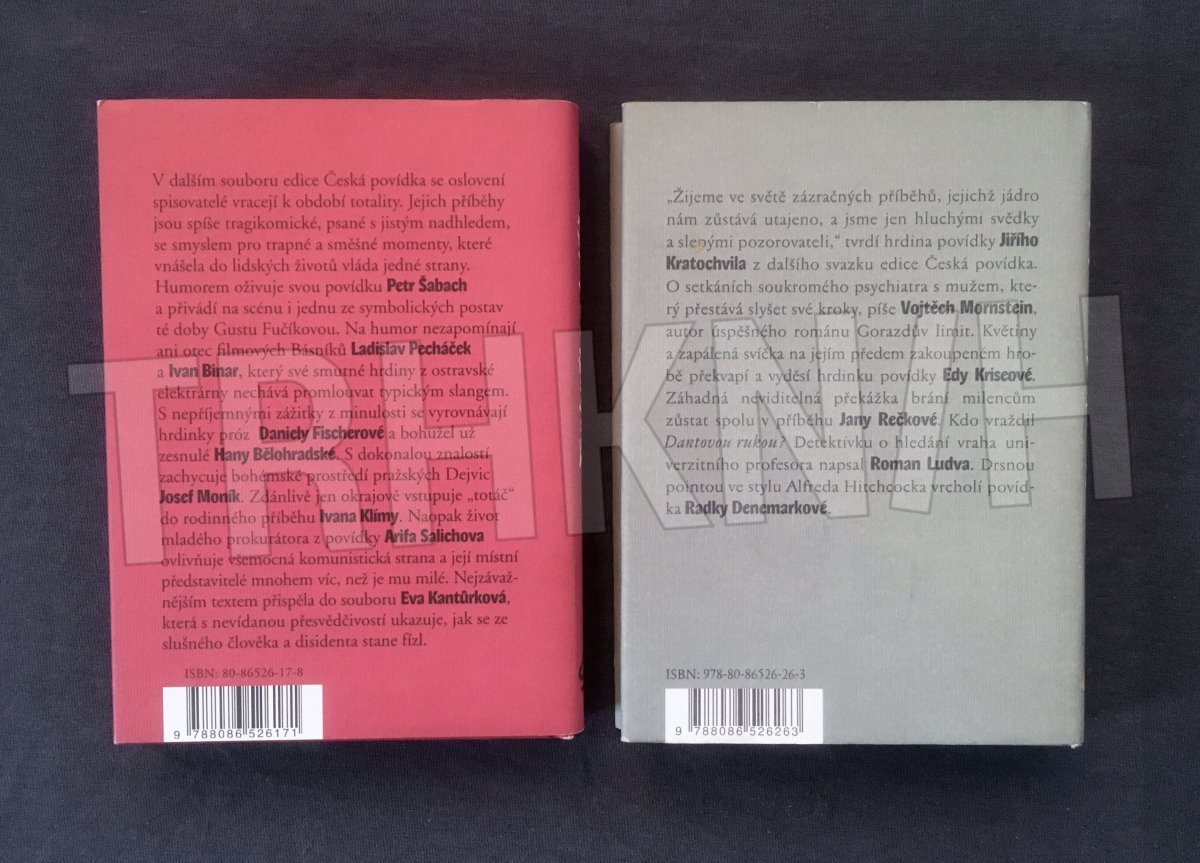 V dalším souboru edice Česká povídka se oslovení
spisovatelé vracejí k období totality. Jejich příběhy
jsou spíše tragikomické, psané s jistým nadhledem,
se smyslem pro trapné a směšné momenty, které
vnášela do lidských životů vláda jedné strany.
Humorem oživuje svou povídku Petr Šabach
a přivádí na scénu i jednu ze symbolických postav
té doby Gustu Fučíkovou. Na humor nezapomínají
ani otec filmových Básníků Ladislav Pecháček
a Ivan Binar, který své smutné hrdiny z ostravské
elektrárny nechává promlouvat typickým slangem.
S nepříjemnými zážitky z minulosti se vyrovnávají
hrdinky próz Daniely Fischerové a bohužel už
zesnulé Hany Bělohradské. S dokonalou znalostí
zachycuje bohémské prostředí pražských Dejvic
Josef Moník. Zdánlivě jen okrajově vstupuje „totáč“
do rodinného příběhu Ivana Klímy. Naopak život
mladého prokurátora z povídky Arifa Salichova
ovlivňuje všemocná komunistická strana a její místní
představitelé mnohem víc, než je mu milé. Nejzávaž-
nějším textem přispěla do souboru Eva Kantůrková,
která s nevídanou přesvědčivostí ukazuje, jak se ze
slušného člověka a disidenta stane fízl.
ISBN: 80-86526-17-8
9 788086 526171
„Žijeme ve světě zázračných příběhů, jejichž jádro
nám zůstává utajeno, a jsme jen hluchými svědky
a slepými pozorovateli,“ tvrdí hrdina povídky Jiřího
Kratochvila z dalšího svazku edice Česká povídka.
O setkáních soukromého psychiatra s mužem, kte-
rý přestává slyšet své kroky, píše Vojtěch Mornstein,
autor úspěšného románu Gorazdův limit. Květiny
a zapálená svíčka na jejím předem zakoupeném hro-
bě překvapí a vyděsí hrdinku povídky Edy Kriseové.
Záhadná neviditelná překážka brání milencům
zůstat spolu v příběhu Jany Rečkové. Kdo vraždil
Dantovou rukou? Detektivku o hledání vraha uni-
verzitního profesora napsal Roman Ludva. Drsnou
pointou ve stylu Alfreda Hitchcocka vrcholí povíd-
ka Radky Denemarkové.
ISBN: 978-80-86526-26-3
9 788086 526263
TRHKNIH